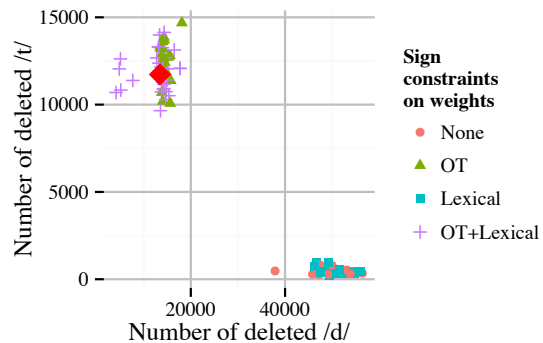 Number of deleted /t/
15000
10000
5000
0
20000
40000
Number of deleted /d/
Sign
constraints
on weights
None
OT
Lexical
OT+Lexical